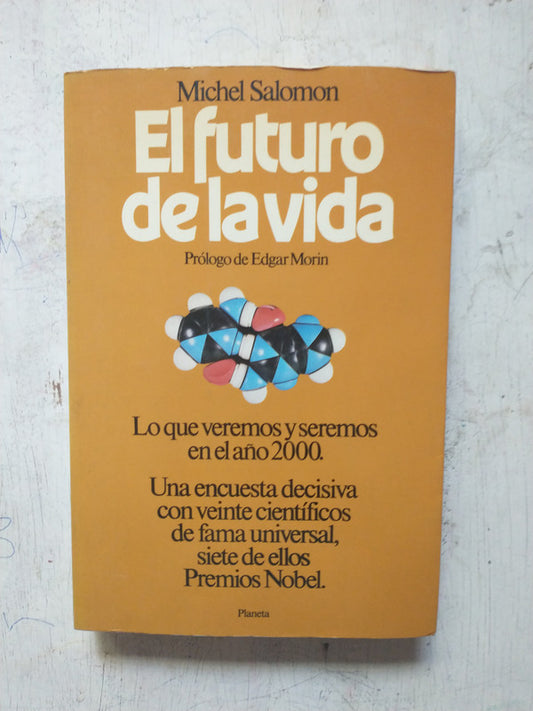 Michel Salomon
El futuro
de la vida
Prólogo de Edgar Morin
Lo que veremos y seremos
en el año 2000.
Una encuesta decisiva
con veinte científicos
de fama universal,
siete de ellos
Premios Nobel.
Planeta